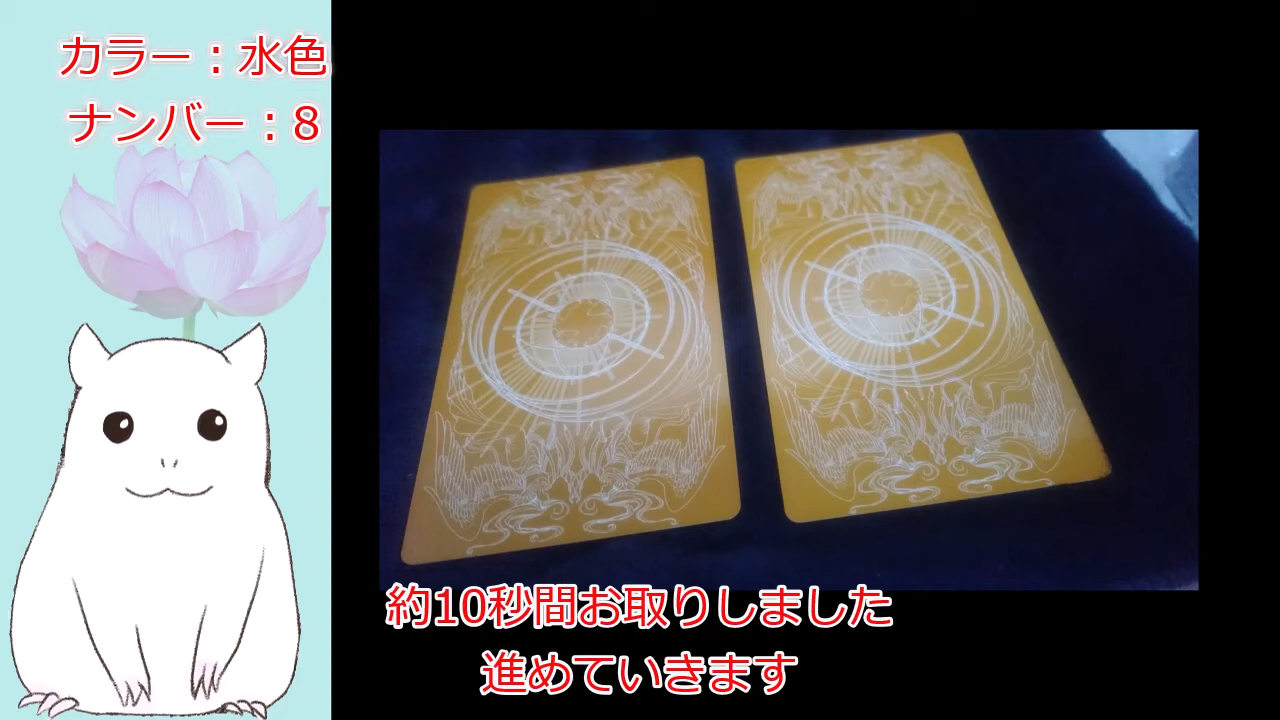 カラー：水色
ナンバー：8
約10秒間お取りしました
進めていきます